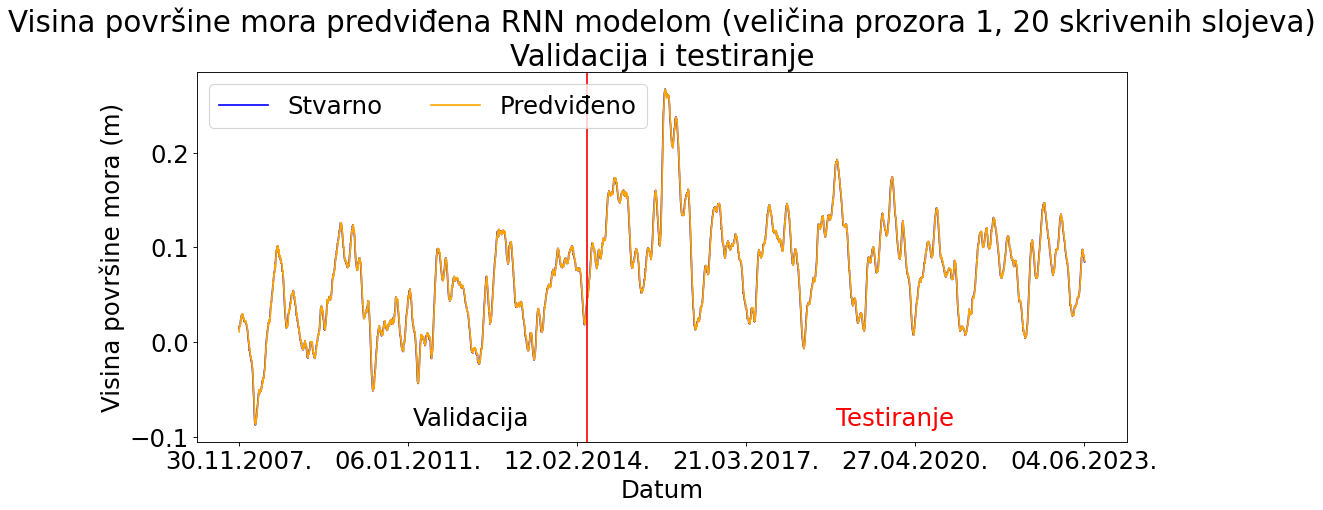 Visina površine mora predviđena RNN modelom (veličina prozora 1, 20 skrivenih slojeva)
Validacija i testiranje
Stvarno
Predviđeno
Visina površine mora (m)
0.2
0.1
0.0
−0.1
Validacija
Testiranje
30.11.2007.
06.01.2011.
12.02.2014.
21.03.2017.
27.04.2020.
04.06.2023.
Datum